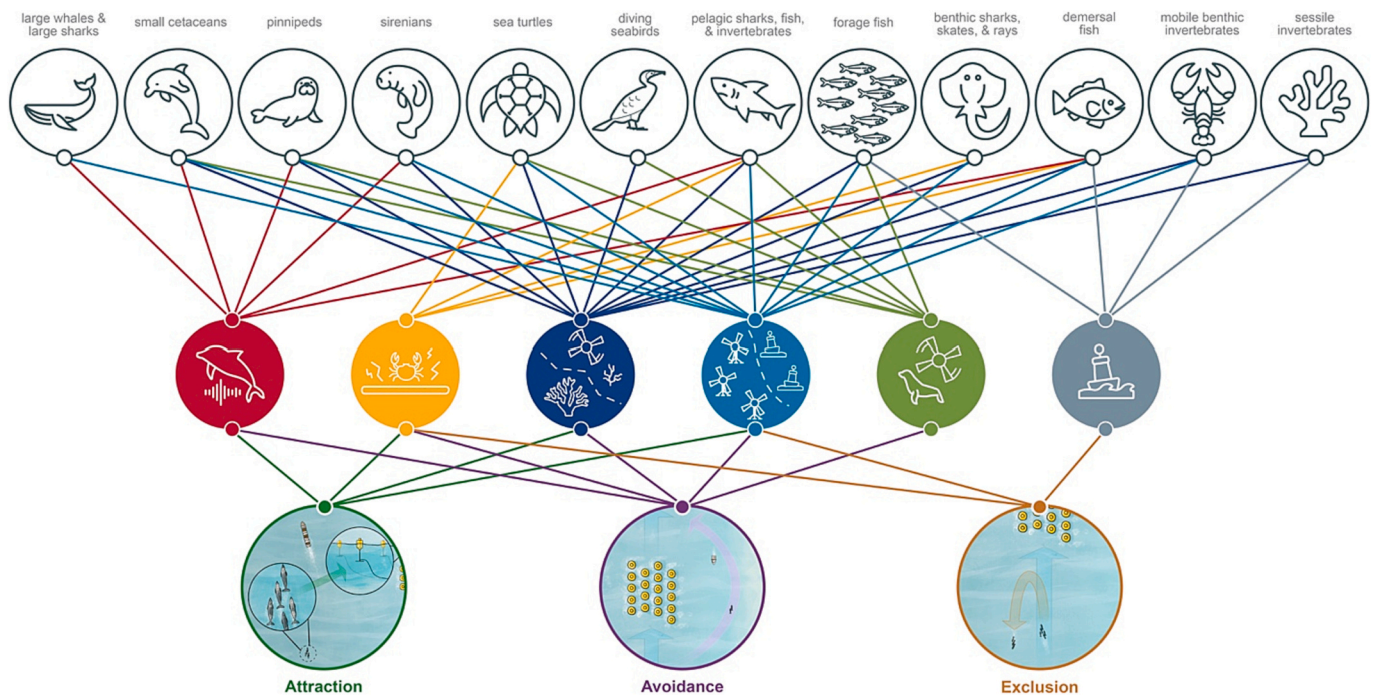 large whales &
large sharks
small cetaceans
pinnipeds
sirenians
sea turtles
diving
seabirds
pelagic sharks, fish,
& invertebrates
forage fish
benthic sharks,
skates, & rays
demersal
fish
mobile benthic
invertebrates
sessile
invertebrates
Attraction
Avoidance
Exclusion